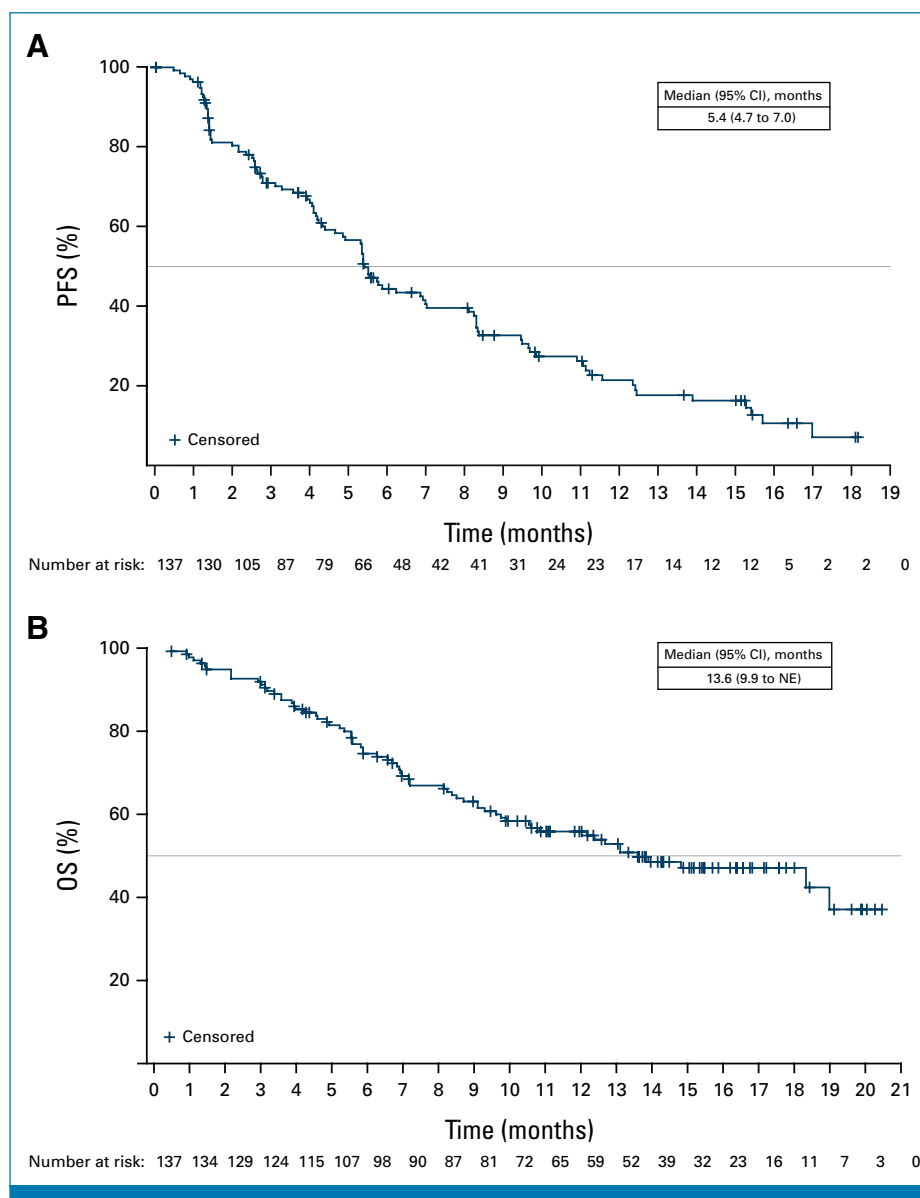 A
100
80
60
40
20
PFS (%)
Median (95% CI), months
5.4 (4.7 to 7.0)
Censored
0 1 2 3 4 5 6 7 8 9 10 11 12 13 14 15 16 17 18 19
Time (months)
Number at risk: 137 130 105 87 79 66 48 42 41 31 24 23 17 14 12 12 5 2 2 0
B
100
80
60
40
20
OS (%)
Median (95% CI), months
13.6 (9.9 to NE)
Censored
0 1 2 3 4 5 6 7 8 9 10 11 12 13 14 15 16 17 18 19 20 21
Time (months)
Number at risk: 137 134 129 124 115 107 98 90 87 81 72 65 59 52 39 32 23 16 11 7 3 0